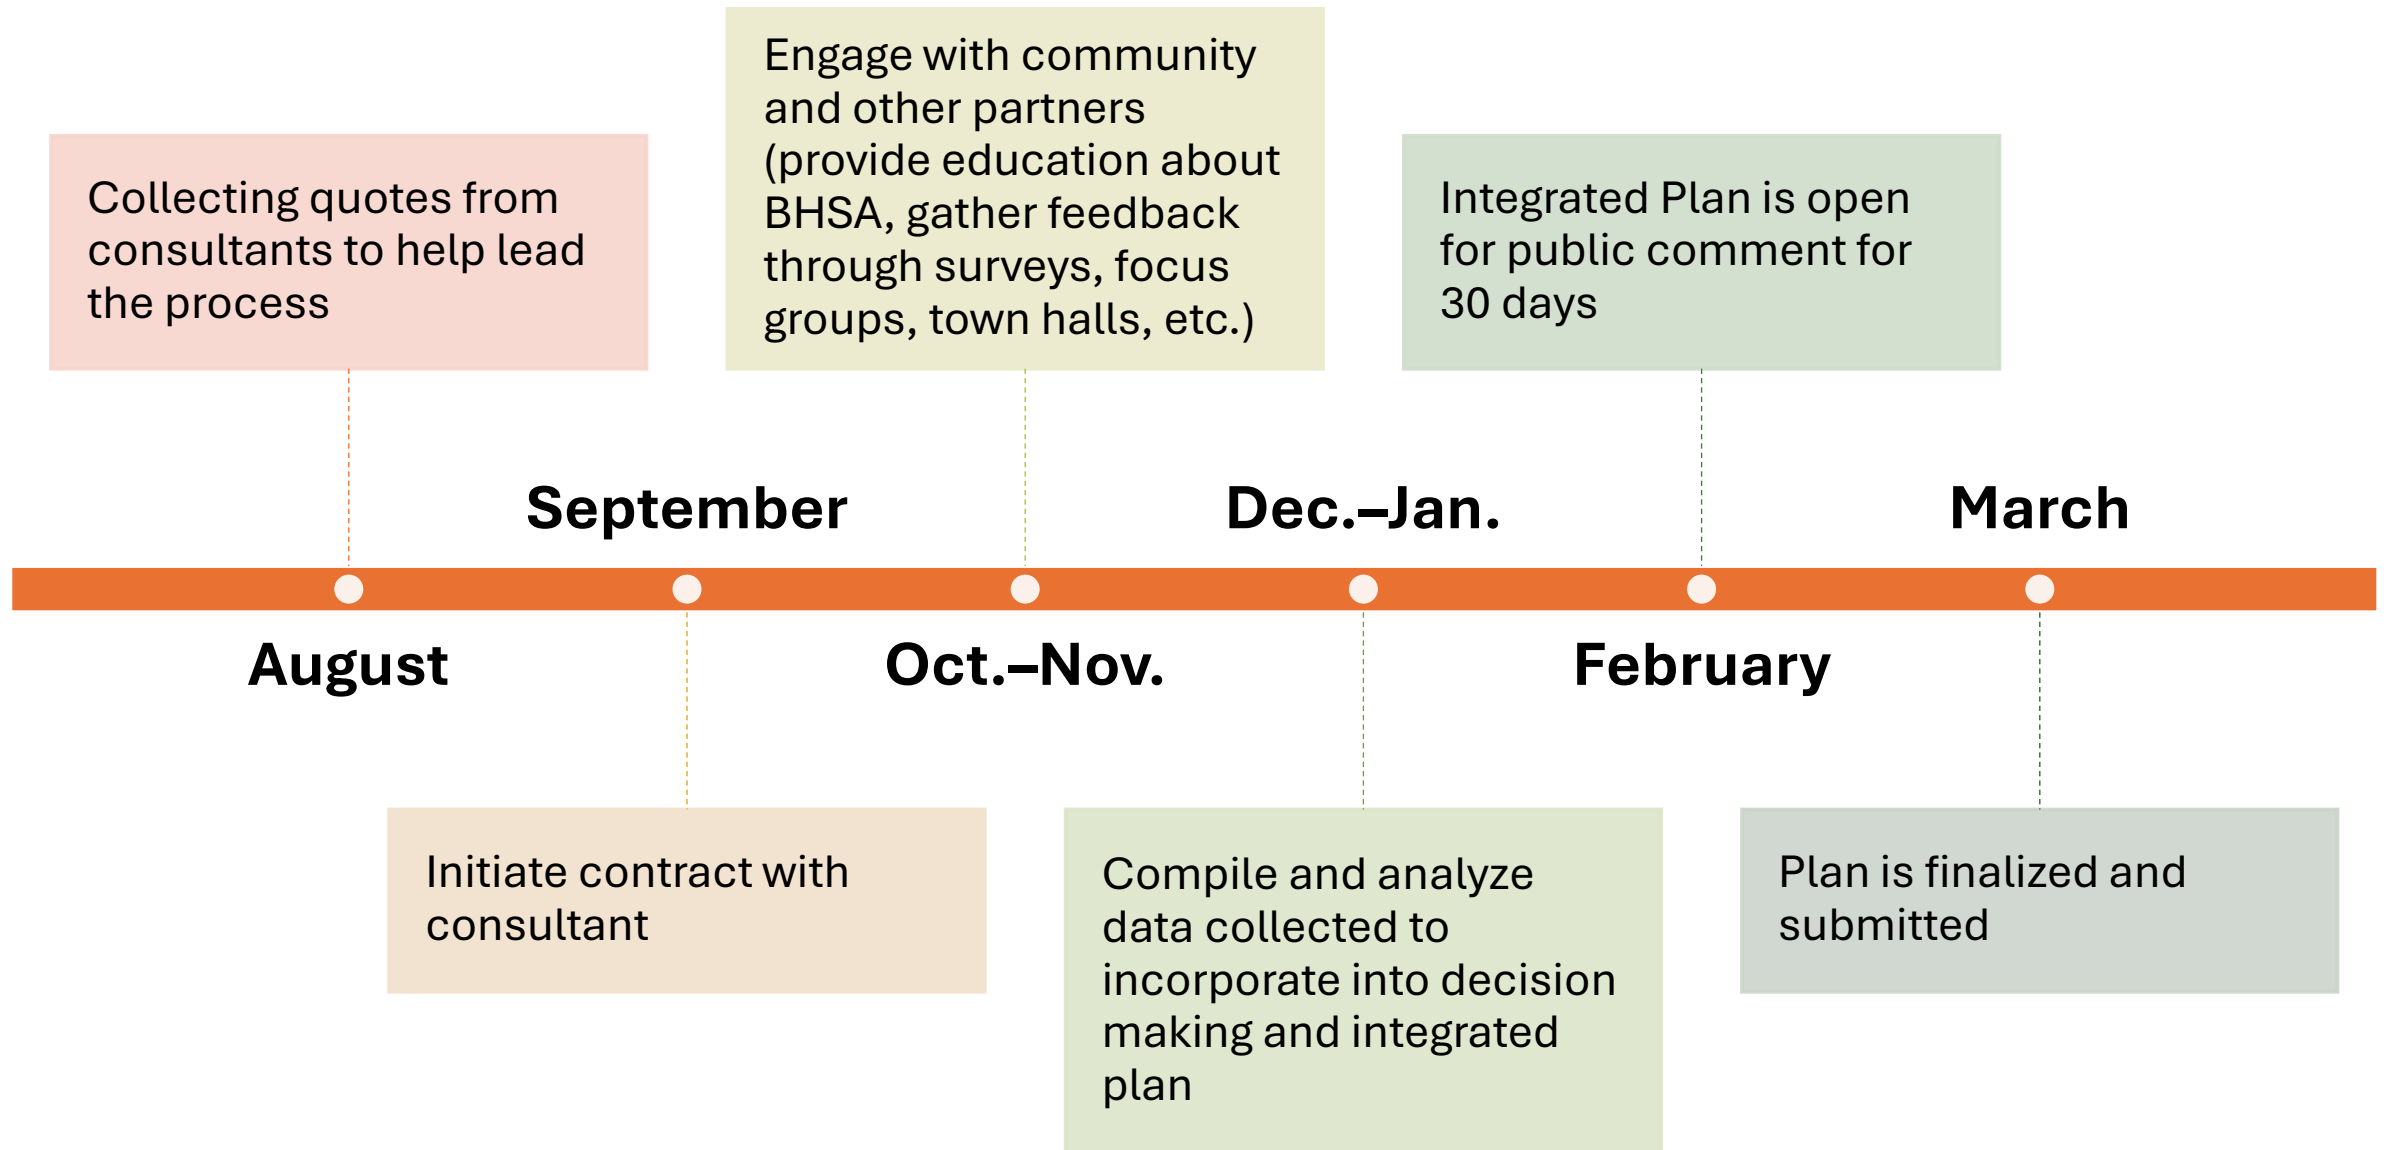 Collecting quotes from
consultants to help lead
the process
August
September
Initiate contract with
consultant
Engage with community
and other partners
(provide education about
BHSA, gather feedback
through surveys, focus
groups, town halls, etc.)
Oct.–Nov.
Dec.–Jan.
Compile and analyze
data collected to
incorporate into decision
making and integrated
plan
Integrated Plan is open
for public comment for
30 days
February
March
Plan is finalized and
submitted